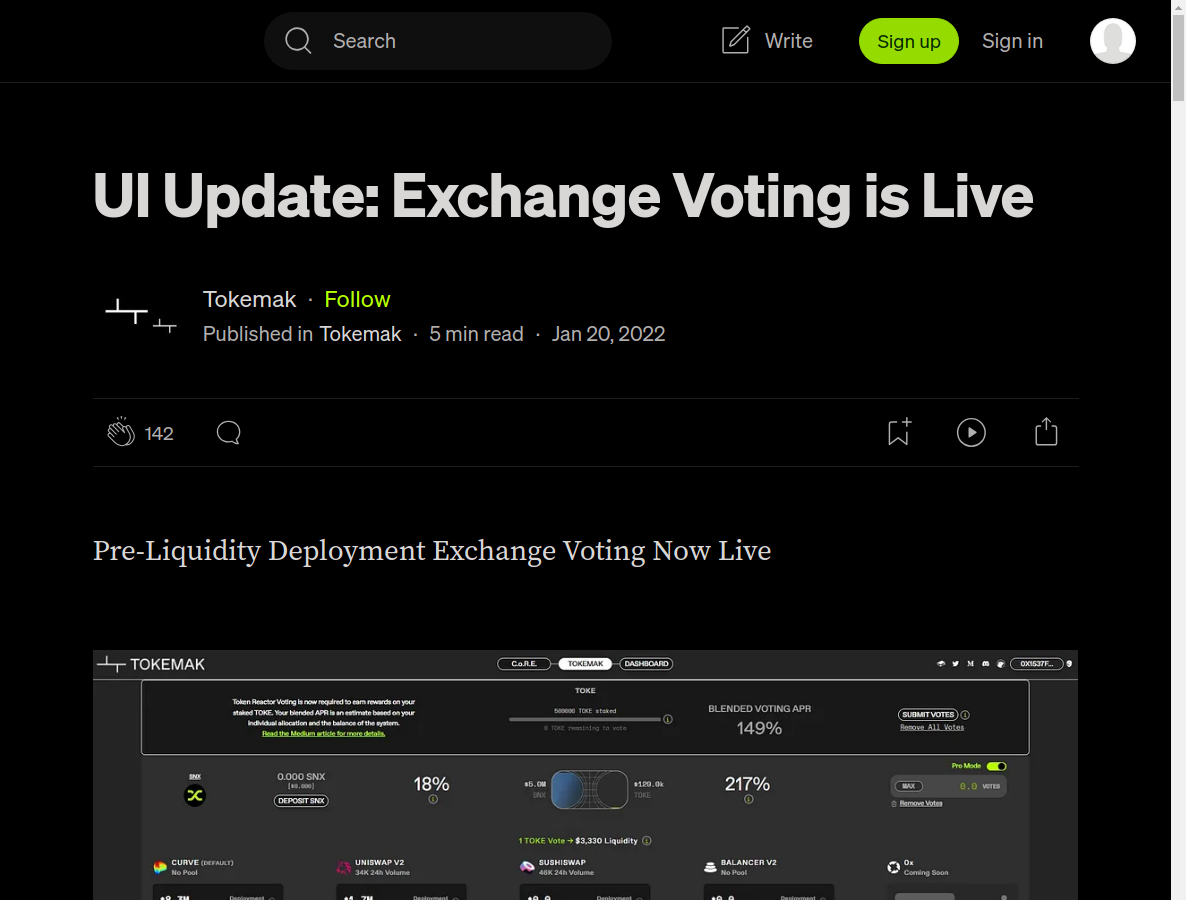 Search
Write
Sign up
Sign in
UI Update: Exchange Voting is Live
Tokemak · Follow
Published in Tokemak · 5 min read · Jan 20, 2022
142
Pre-Liquidity Deployment Exchange Voting Now Live
TOKEMAK
C.o.R.E.
TOKEMAK
DASHBOARD
0X1537F...
Token Reactor Voting is now required to earn rewards on your
staked TOKE. Your blended APR is an estimate based on your
individual allocation and the balance of the system.
Read the Medium article for more details.
TOKE
500000 TOKE staked
0 TOKE remaining to vote
BLENDED VOTING APR
149%
SUBMIT VOTES
Remove All Votes
SNX
0.000 SNX
[$0.000]
DEPOSIT SNX
18%
$5.0M
SNX
$129.0k
TOKE
217%
Pro Mode
MAX
0.0 VOTES
Remove Votes
1 TOKE Vote → $3,330 Liquidity
CURVE (DEFAULT)
No Pool
UNISWAP V2
34K 24h Volume
SUSHISWAP
46K 24h Volume
BALANCER V2
No Pool
0x
Coming Soon
Deployment
Deployment
Deployment
Deployment